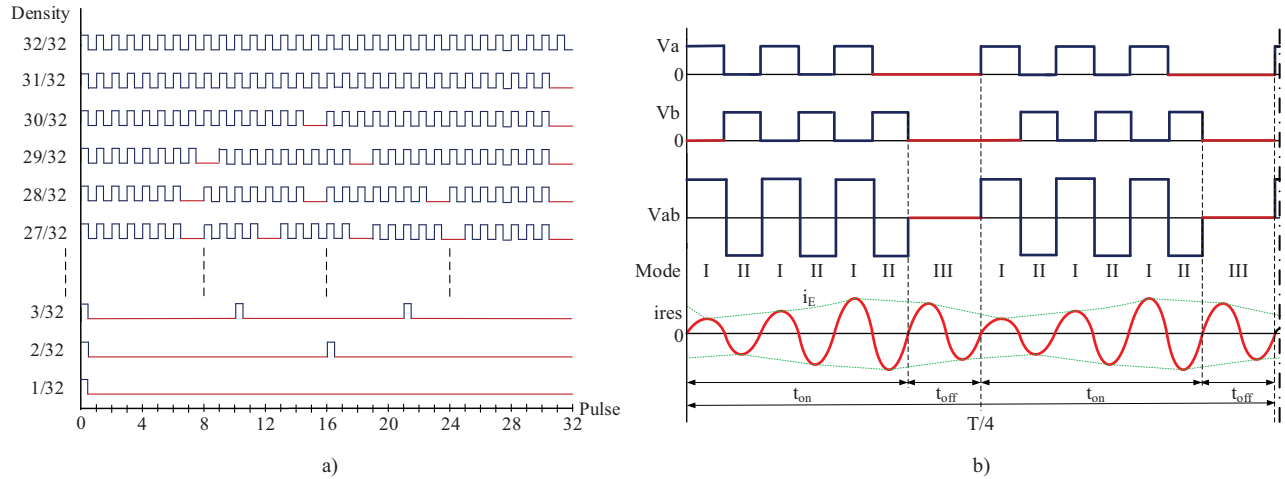 Density
32/32
31/32
30/32
29/32
28/32
27/32
3/32
2/32
1/32
Pulse
0 4 8 12 16 20 24 28 32
a)
Va
0
Vb
0
Vab
Mode I II I II I II III I II I II I II III
iE
ires
0
ton toff ton toff
T/4
b)